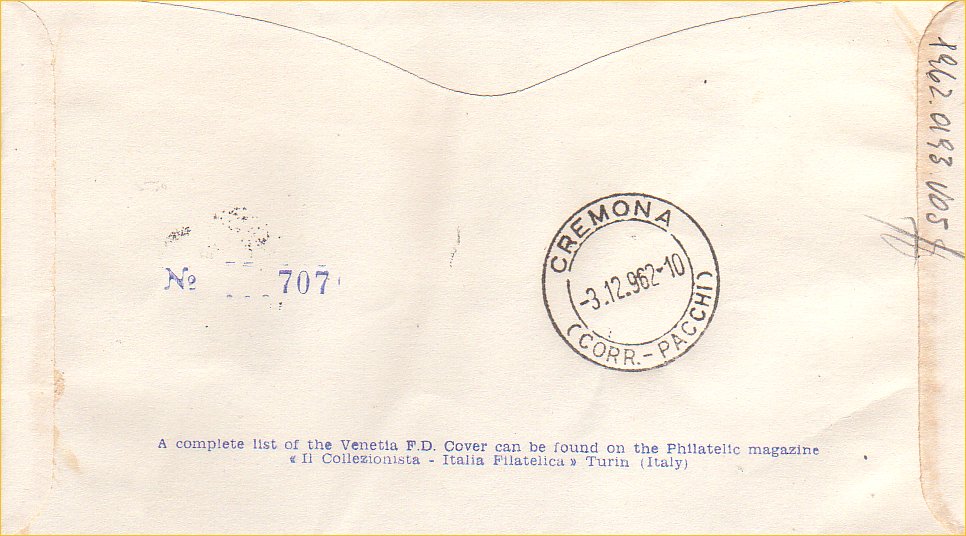 1962.0193.V05
CREMONA
-3.12.962-10
(CORR.-PACCHI)
№ 707
A complete list of the Venetia F.D. Cover can be found on the Philatelic magazine
« Il Collezionista - Italia Filatelica » Turin (Italy)